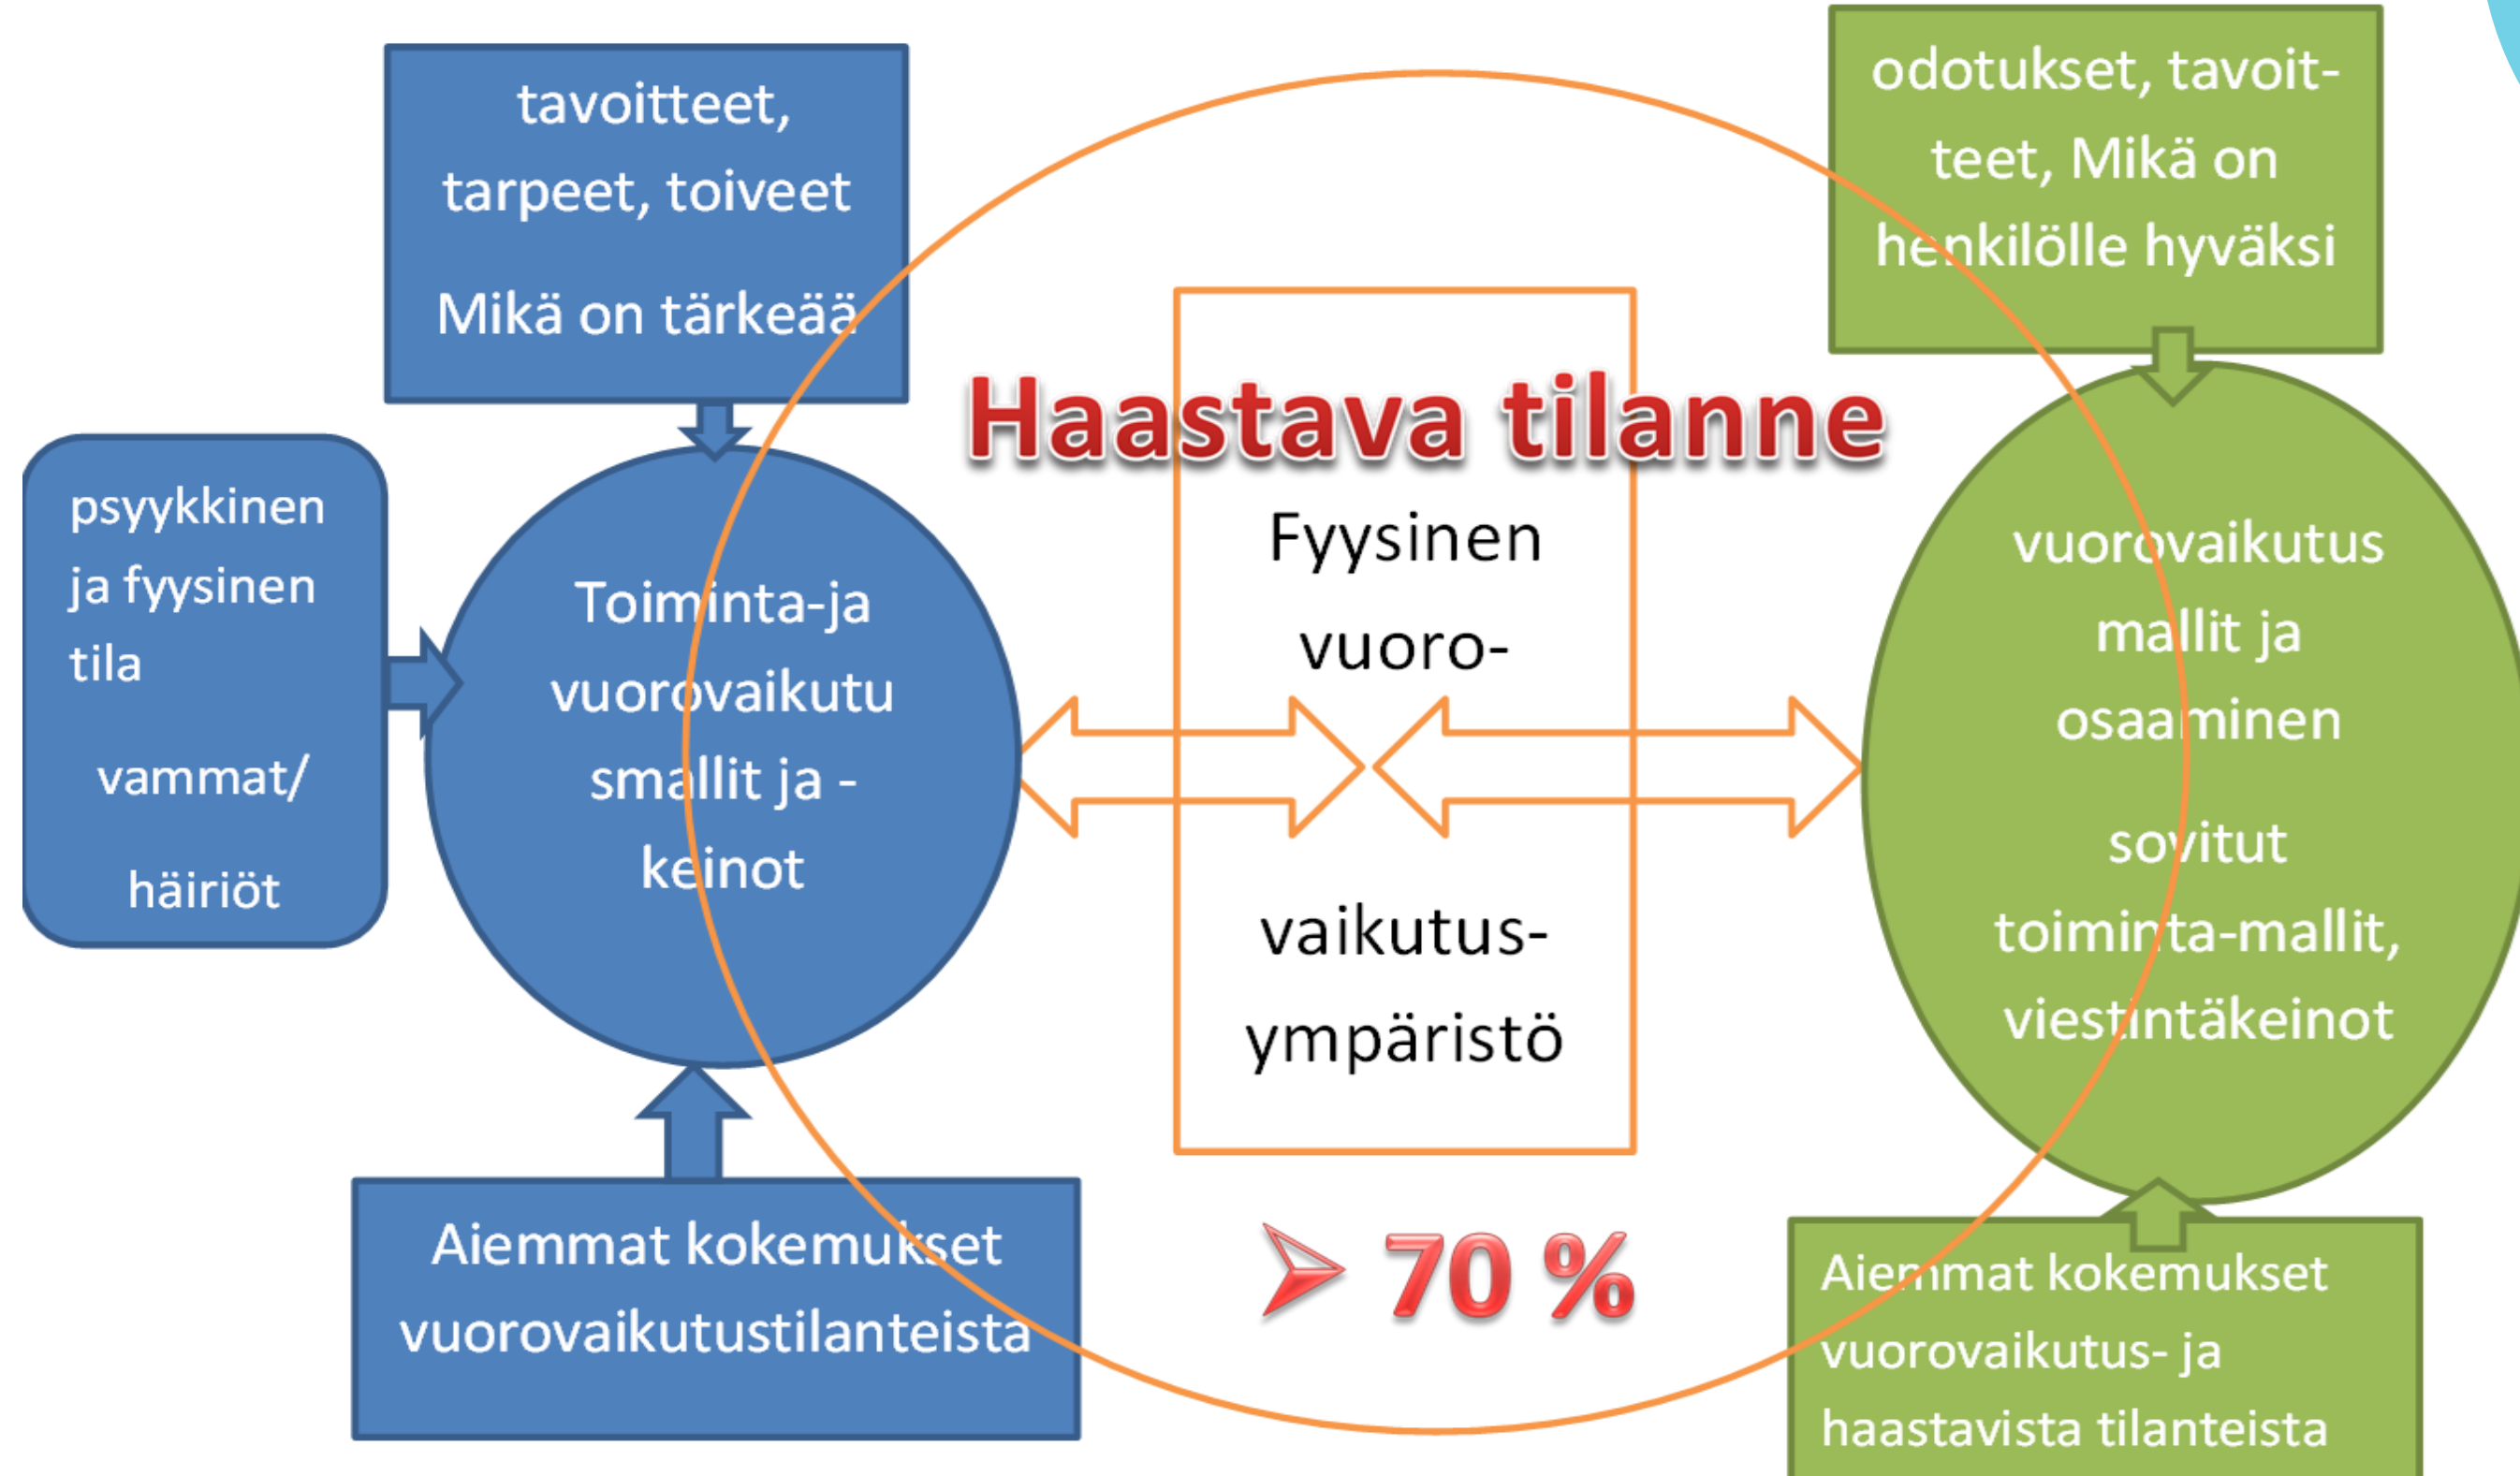 tavoitteet,
tarpeet, toiveet
Mikä on tärkeää
odotukset, tavoit-
teet, Mikä on
henkilölle hyväksi
Haastava tilanne
psyykkinen
ja fyysinen
tila
vammat/
häiriöt
Toiminta-ja
vuorovaikutu
smallit ja -
keinot
Fyysinen
vuoro-
vaikutus-
ympäristö
vuorovaikutus
mallit ja
osaaminen
sovitut
toiminta-mallit,
viestintäkeinot
Aiemmat kokemukset
vuorovaikutustilanteista
➢ 70 %
Aiemmat kokemukset
vuorovaikutus- ja
haastavista tilanteista